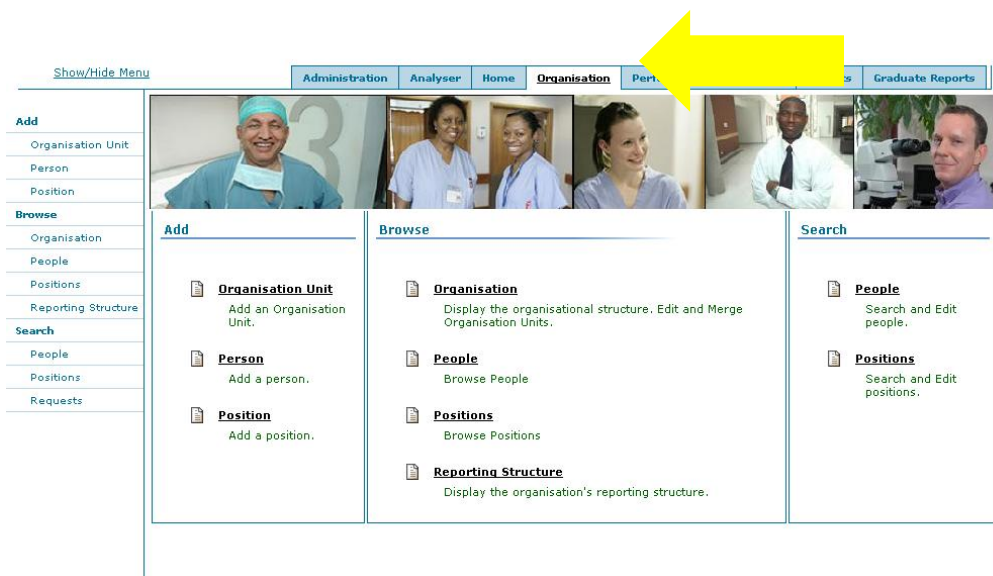 Show/Hide Menu
Administration Analyser Home Organisation Graduate Reports
Add
Organisation Unit
Person
Position
Browse
Organisation
People
Positions
Reporting Structure
Search
People
Positions
Requests
3
Add
Organisation Unit
Add an Organisation
Unit.
Person
Add a person.
Position
Add a position.
Browse
Organisation
Display the organisational structure. Edit and Merge
Organisation Units.
People
Browse People
Positions
Browse Positions
Reporting Structure
Display the organisation's reporting structure.
Search
People
Search and Edit
people.
Positions
Search and Edit
positions.